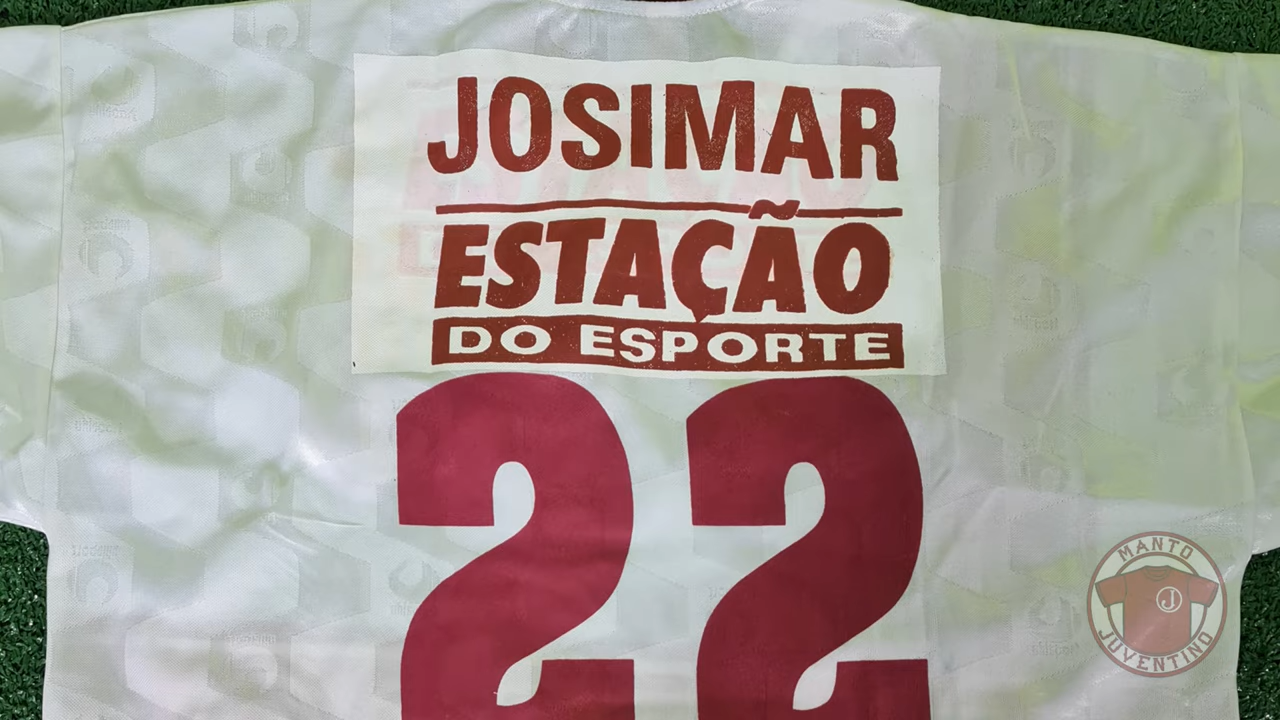 JOSIMAR
ESTAÇÃO
DO ESPORTE
22
MANTO
J
JUVENTINO